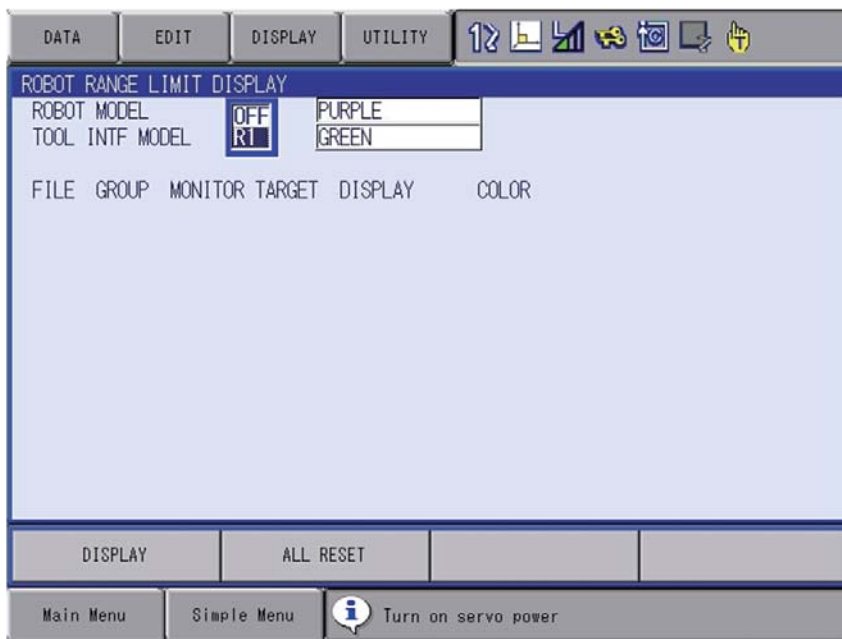 DATA EDIT DISPLAY UTILITY
ROBOT RANGE LIMIT DISPLAY
ROBOT MODEL OFF PURPLE
TOOL INTF MODEL R1 GREEN
FILE GROUP MONITOR TARGET DISPLAY COLOR
DISPLAY ALL RESET
Main Menu Simple Menu Turn on servo power